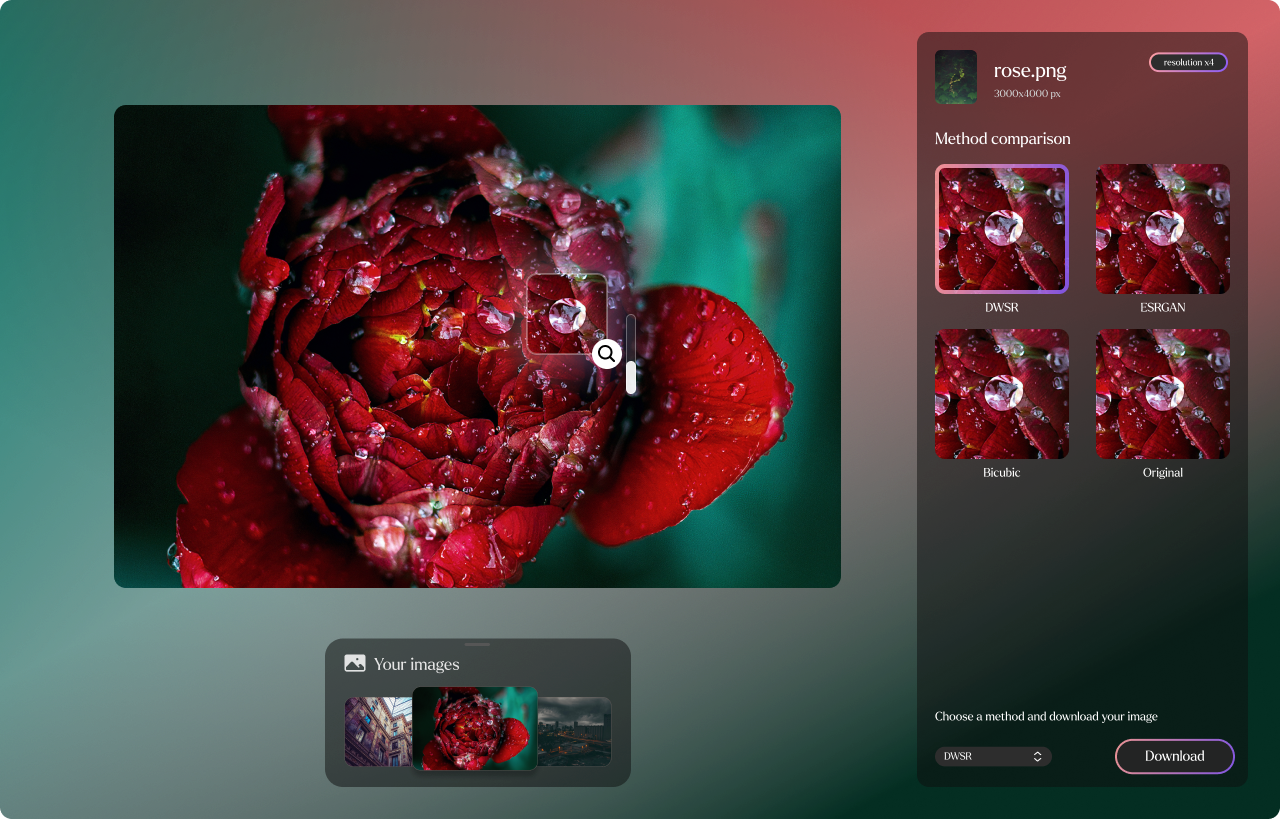 rose.png
resolution x4
3000x4000 px
Method comparison
DWSR
ESRGAN
Bicubic
Original
Your images
Choose a method and download your image
DWSR
Download